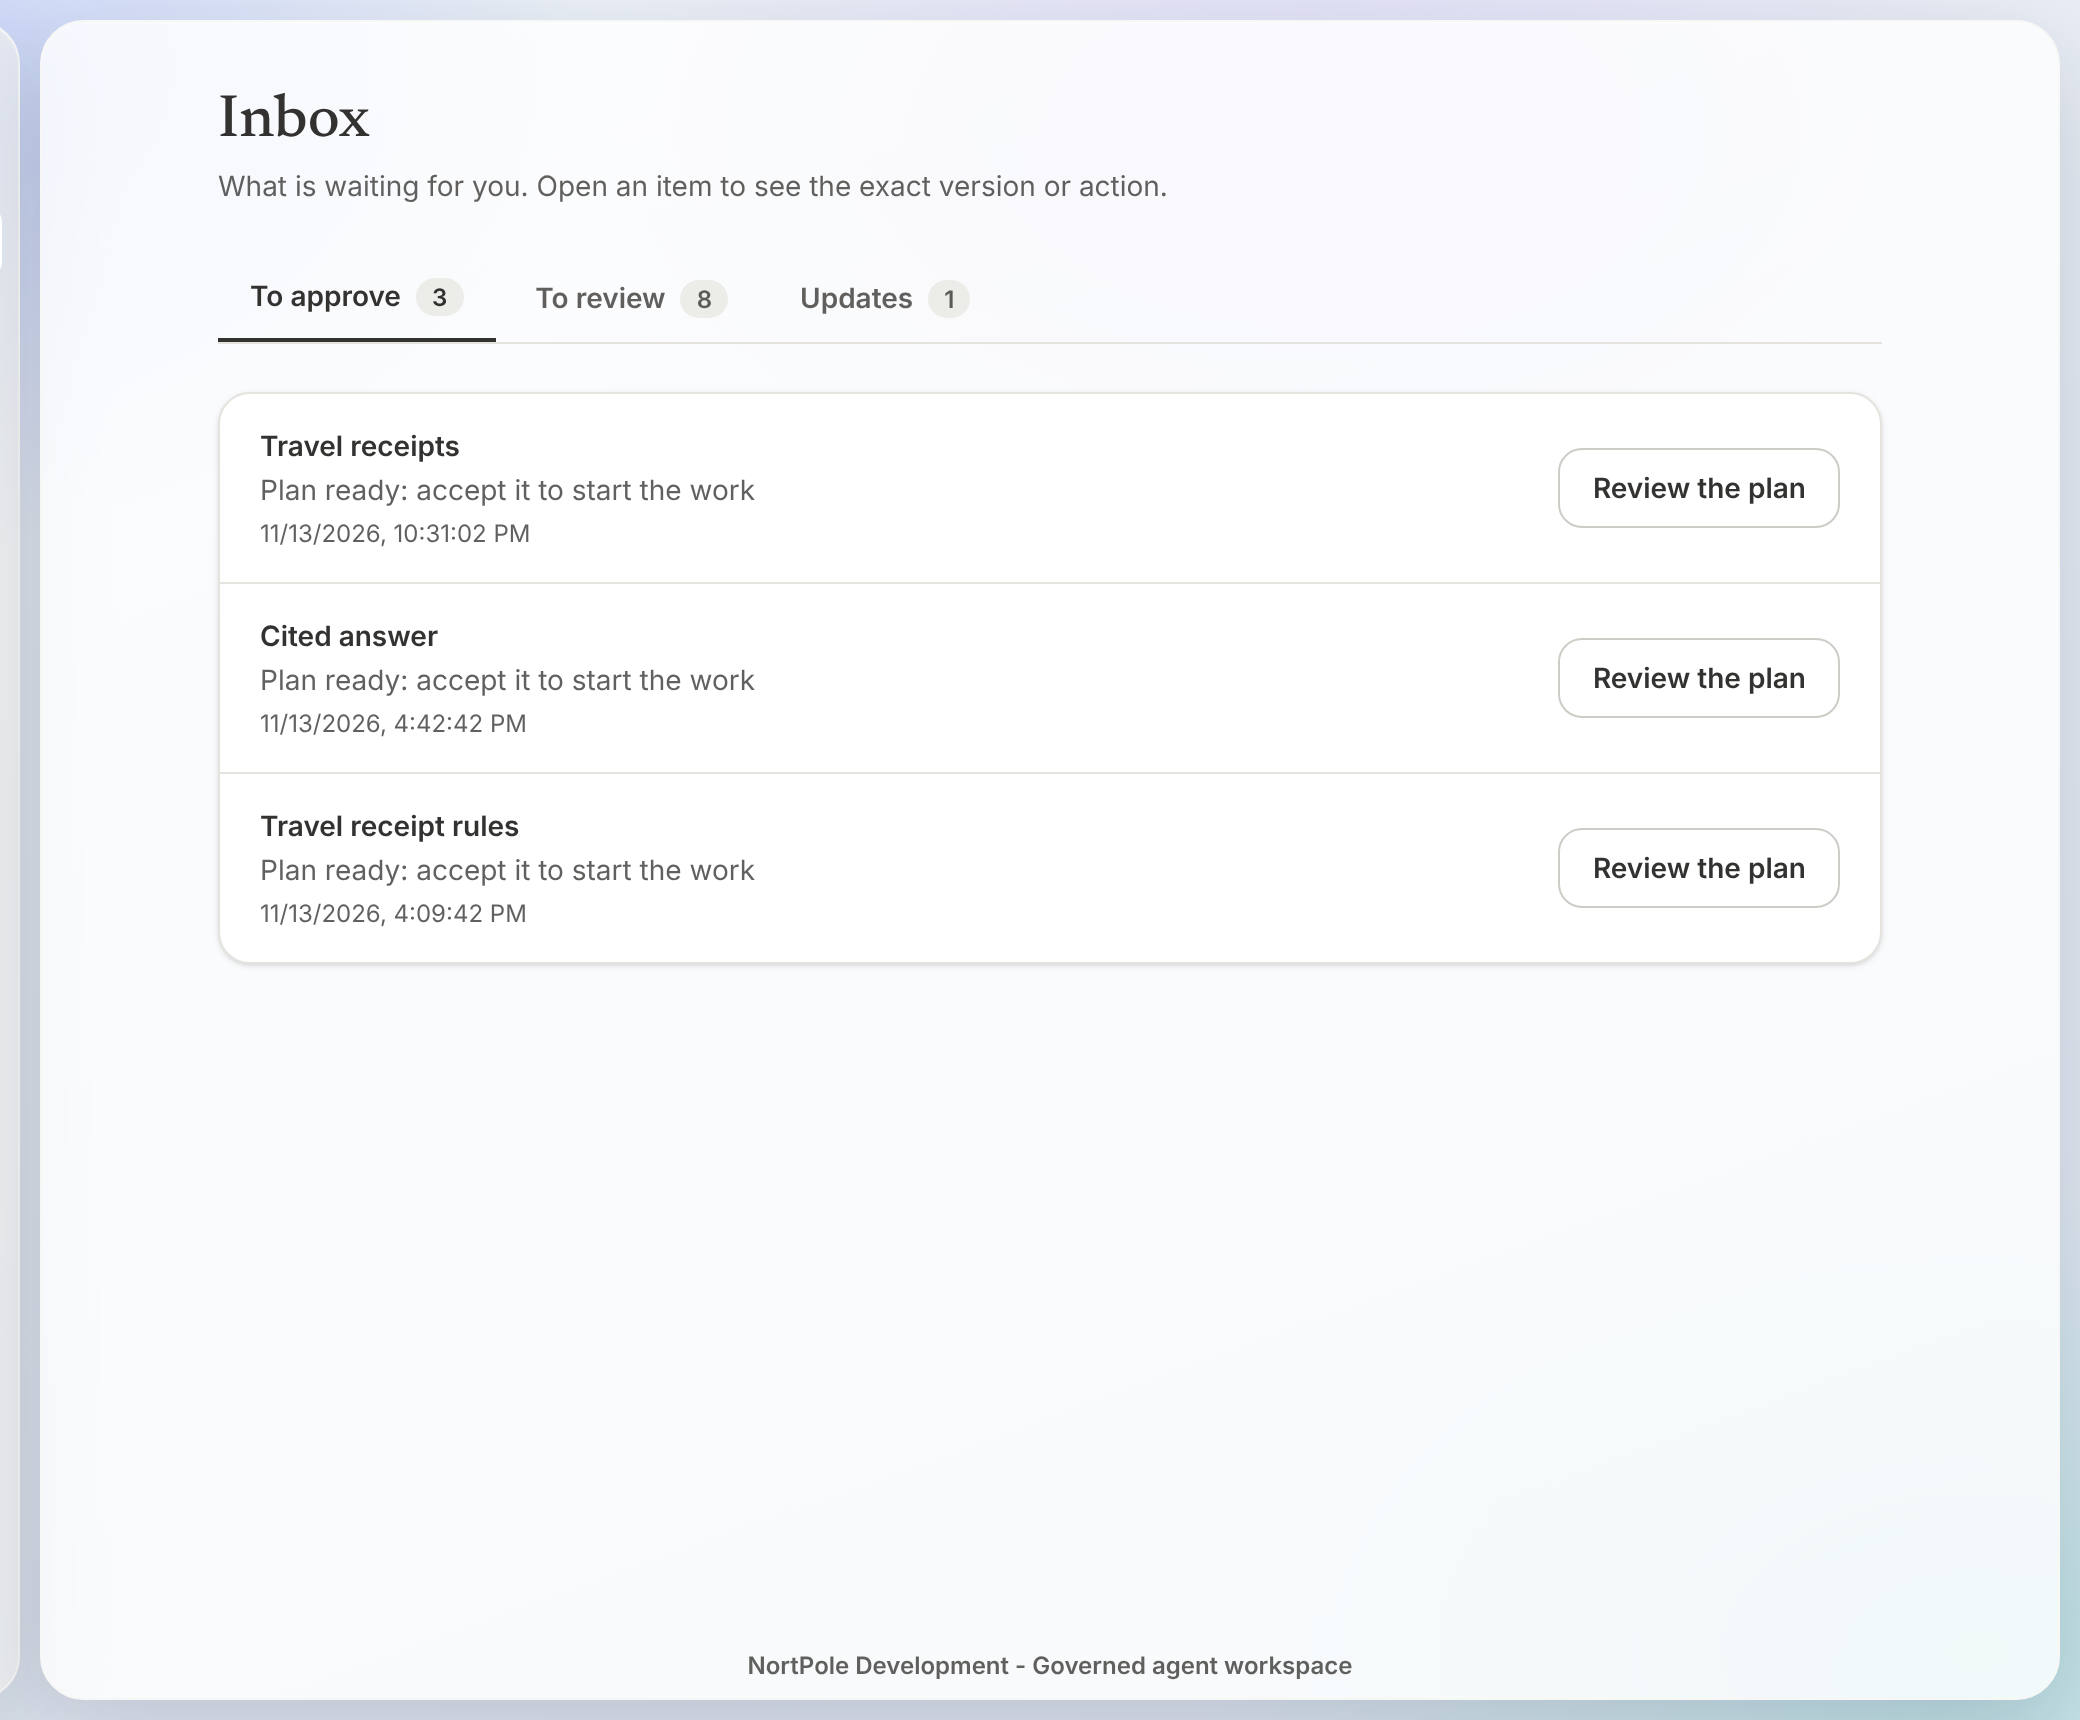 Inbox
What is waiting for you. Open an item to see the exact version or action.
To approve 3 To review 8 Updates 1
Travel receipts
Plan ready: accept it to start the work
11/13/2026, 10:31:02 PM
Review the plan
Cited answer
Plan ready: accept it to start the work
11/13/2026, 4:42:42 PM
Review the plan
Travel receipt rules
Plan ready: accept it to start the work
11/13/2026, 4:09:42 PM
Review the plan
NortPole Development - Governed agent workspace